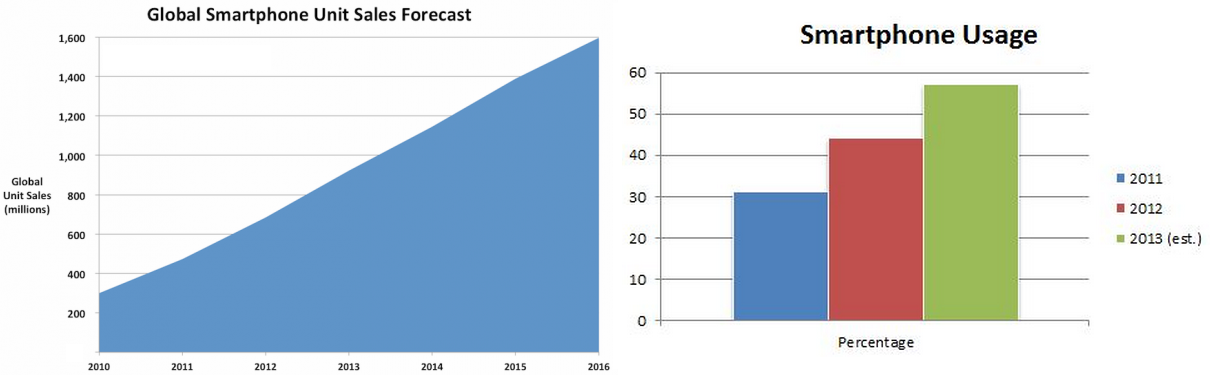 Global Smartphone Unit Sales Forecast
1,600
1,400
1,200
1,000
800
600
400
200
Global
Unit Sales
(millions)
2010 2011 2012 2013 2014 2015 2016
Smartphone Usage
60
50
40
30
20
10
0
Percentage
2011
2012
2013 (est.)